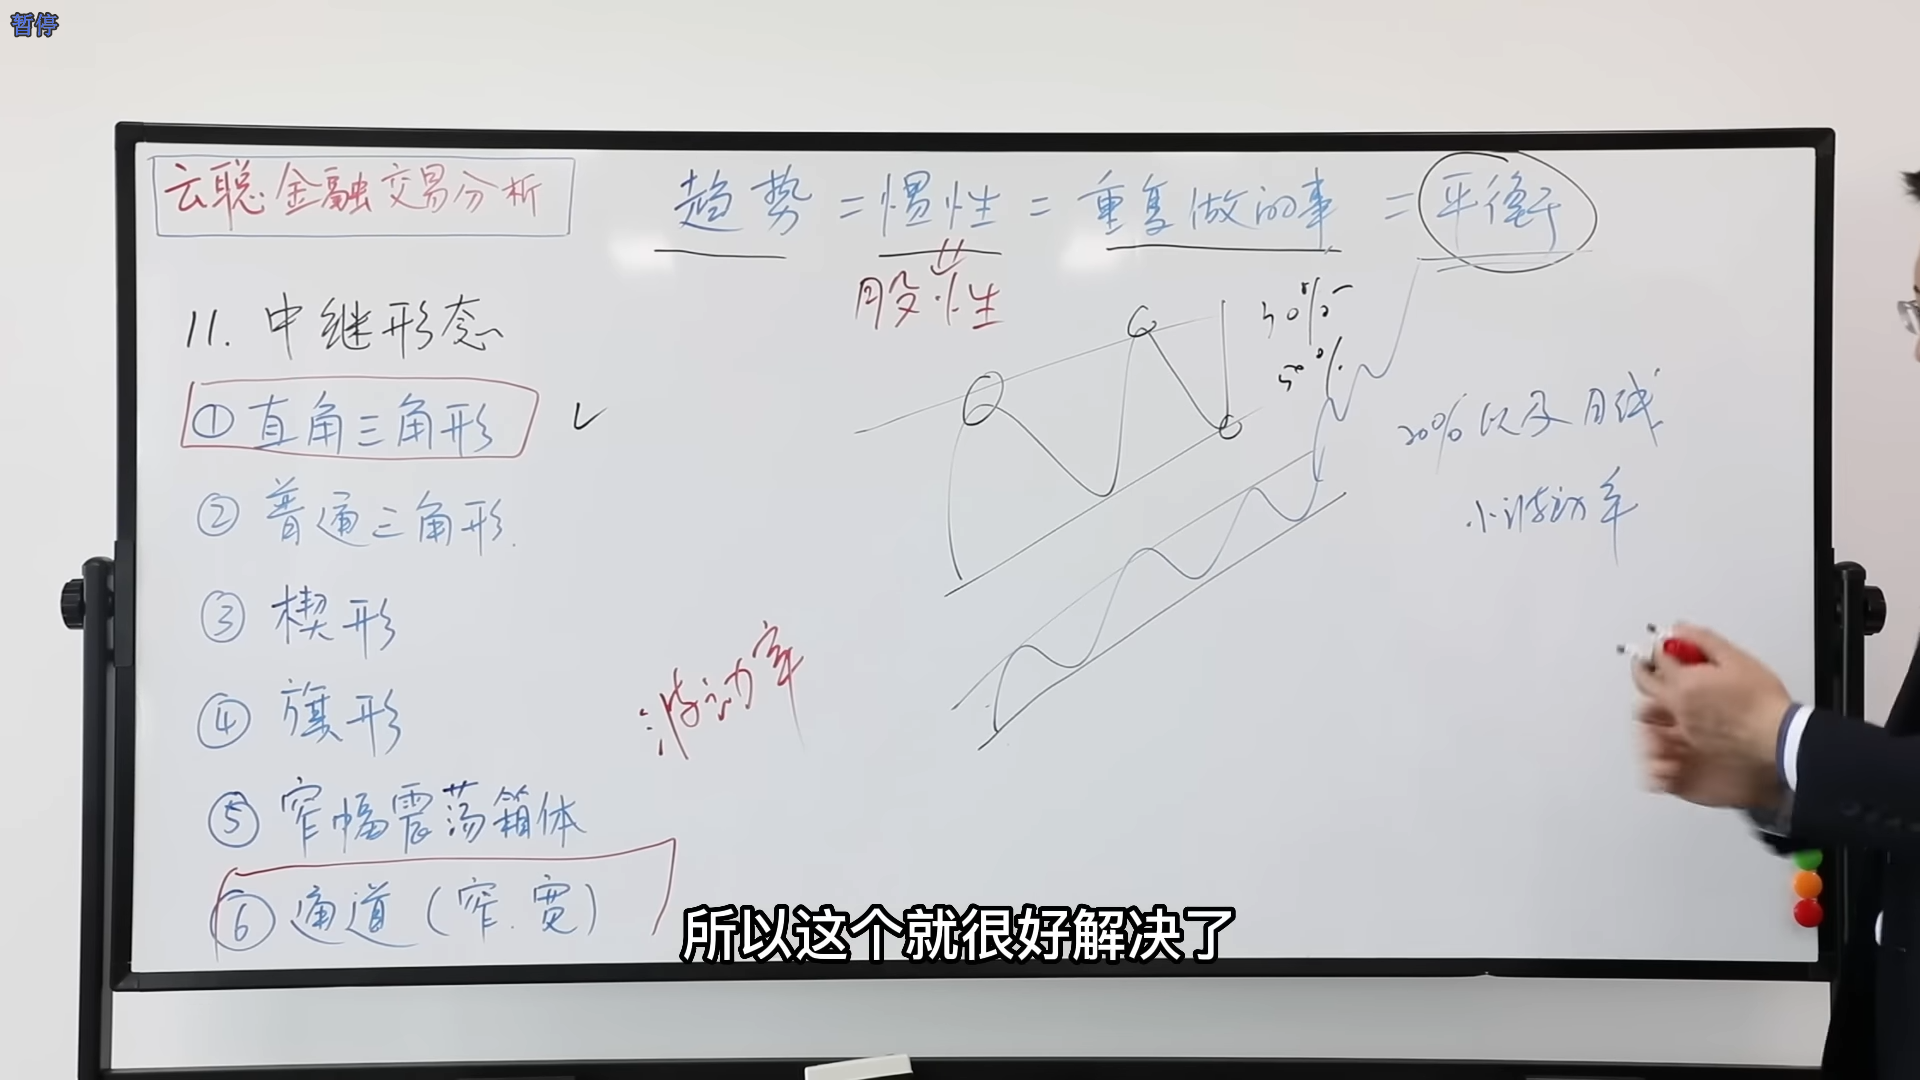 暂停
云聪金融交易分析
趋势=惯性=重复做的事=平衡
股性
11. 中继形态
①直角三角形
②普通三角形
③楔形
④旗形
⑤窄幅震荡箱体
⑥通道(窄.宽)
波动率
50%
20%以及月线
小波动率
所以这个就很好解决了